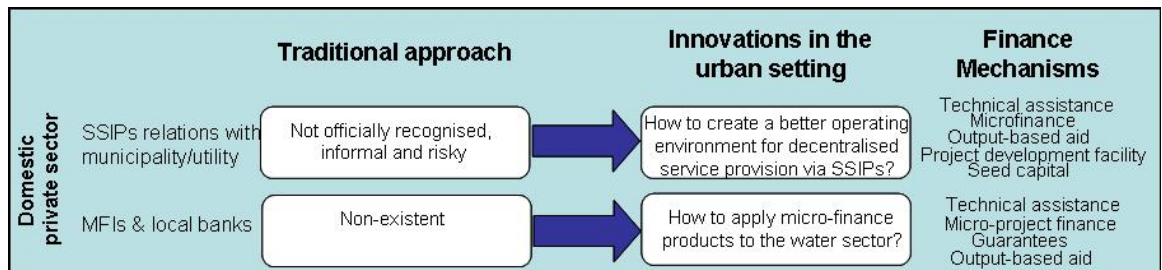 Traditional approach
Innovations in the
urban setting
Finance
Mechanisms
Domestic
private sector
SSIPs relations with
municipality/utility
Not officially recognised,
informal and risky
How to create a better operating
environment for decentralised
service provision via SSIPs?
Technical assistance
Microfinance
Output-based aid
Project development facility
Seed capital
MFIs & local banks
Non-existent
How to apply micro-finance
products to the water sector?
Technical assistance
Micro-project finance
Guarantees
Output-based aid